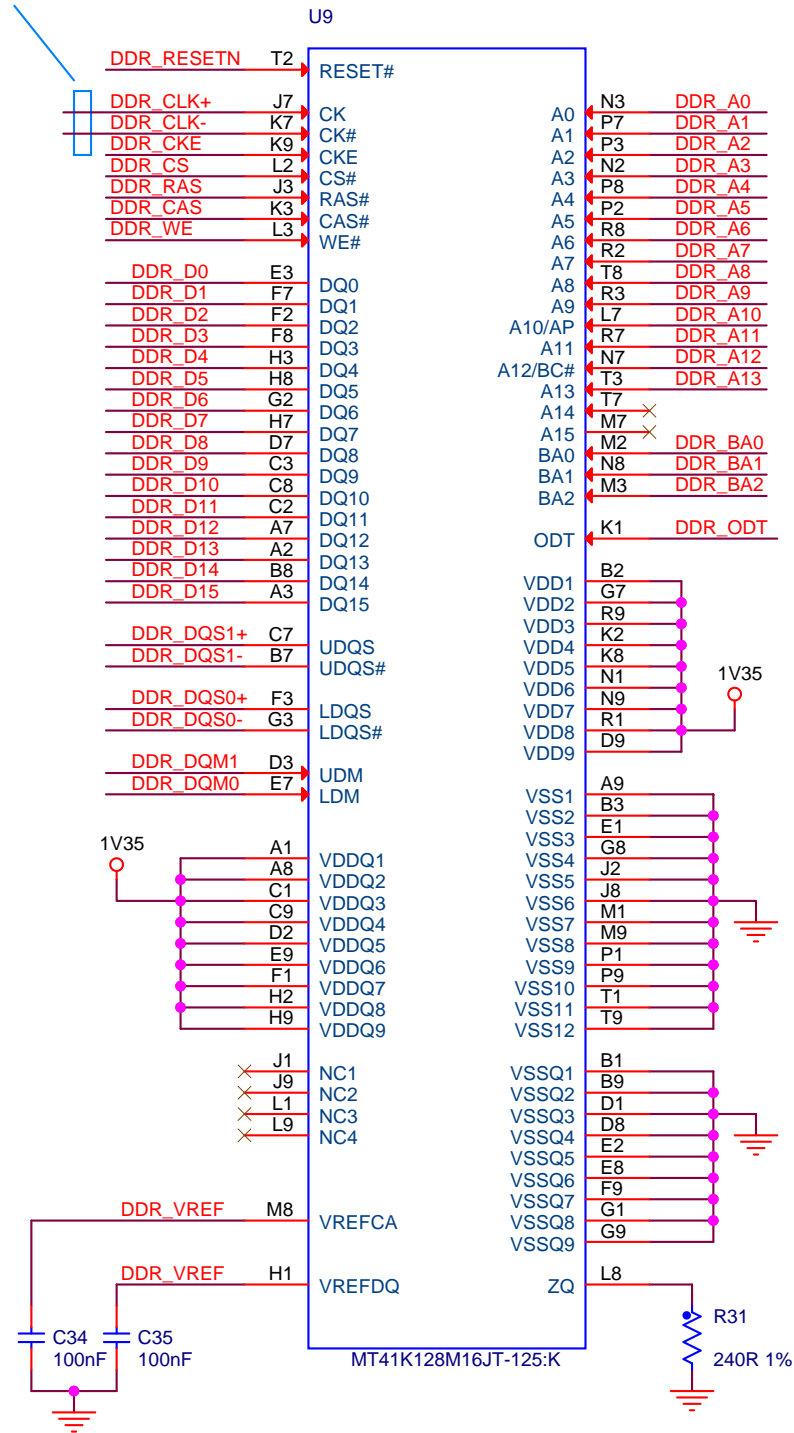 U9
DDR_RESETN T2 RESET#
DDR_CLK+ J7 CK
DDR_CLK- K7 CK#
DDR_CKE K9 CKE
DDR_CS L2 CS#
DDR_RAS J3 RAS#
DDR_CAS K3 CAS#
DDR_WE L3 WE#
DDR_D0 E3 DQ0
DDR_D1 F7 DQ1
DDR_D2 F2 DQ2
DDR_D3 F8 DQ3
DDR_D4 H3 DQ4
DDR_D5 H8 DQ5
DDR_D6 G2 DQ6
DDR_D7 H7 DQ7
DDR_D8 D7 DQ8
DDR_D9 C3 DQ9
DDR_D10 C8 DQ10
DDR_D11 C2 DQ11
DDR_D12 A7 DQ12
DDR_D13 A2 DQ13
DDR_D14 B8 DQ14
DDR_D15 A3 DQ15
DDR_DQS1+ C7 UDQS
DDR_DQS1- B7 UDQS#
DDR_DQS0+ F3 LDQS
DDR_DQS0- G3 LDQS#
DDR_DQM1 D3 UDM
DDR_DQM0 E7 LDM
1V35
A1 VDDQ1
A8 VDDQ2
C1 VDDQ3
C9 VDDQ4
D2 VDDQ5
E9 VDDQ6
F1 VDDQ7
H2 VDDQ8
H9 VDDQ9
J1 NC1
J9 NC2
L1 NC3
L9 NC4
DDR_VREF M8 VREFCA
DDR_VREF H1 VREFDQ
C34 100nF
C35 100nF
A0 N3 DDR_A0
A1 P7 DDR_A1
A2 P3 DDR_A2
A3 N2 DDR_A3
A4 P8 DDR_A4
A5 P2 DDR_A5
A6 R8 DDR_A6
A7 R2 DDR_A7
A8 T8 DDR_A8
A9 R3 DDR_A9
A10/AP L7 DDR_A10
A11 R7 DDR_A11
A12/BC# N7 DDR_A12
A13 T3 DDR_A13
A14 T7
A15 M7
BA0 M2 DDR_BA0
BA1 N8 DDR_BA1
BA2 M3 DDR_BA2
ODT K1 DDR_ODT
VDD1 B2
VDD2 G7
VDD3 R9
VDD4 K2
VDD5 K8
VDD6 N1
VDD7 N9
VDD8 R1
VDD9 D9
1V35
VSS1 A9
VSS2 B3
VSS3 E1
VSS4 G8
VSS5 J2
VSS6 J8
VSS7 M1
VSS8 M9
VSS9 P1
VSS10 P9
VSS11 T1
VSS12 T9
VSSQ1 B1
VSSQ2 B9
VSSQ3 D1
VSSQ4 D8
VSSQ5 E2
VSSQ6 E8
VSSQ7 F9
VSSQ8 G1
VSSQ9 G9
ZQ L8
R31
240R 1%
MT41K128M16JT-125:K